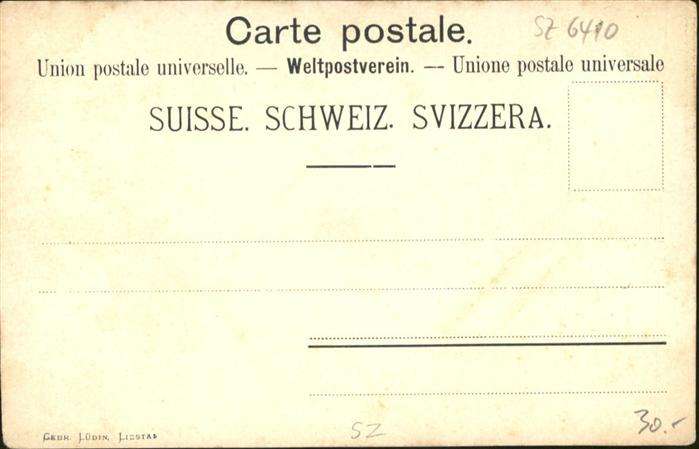 Carte postale. SZ 6410
Union postale universelle. — Weltpostverein. — Unione postale universale
SUISSE. SCHWEIZ. SVIZZERA.
GEBR. LÜDIN, LIESTAL
SZ
30.-